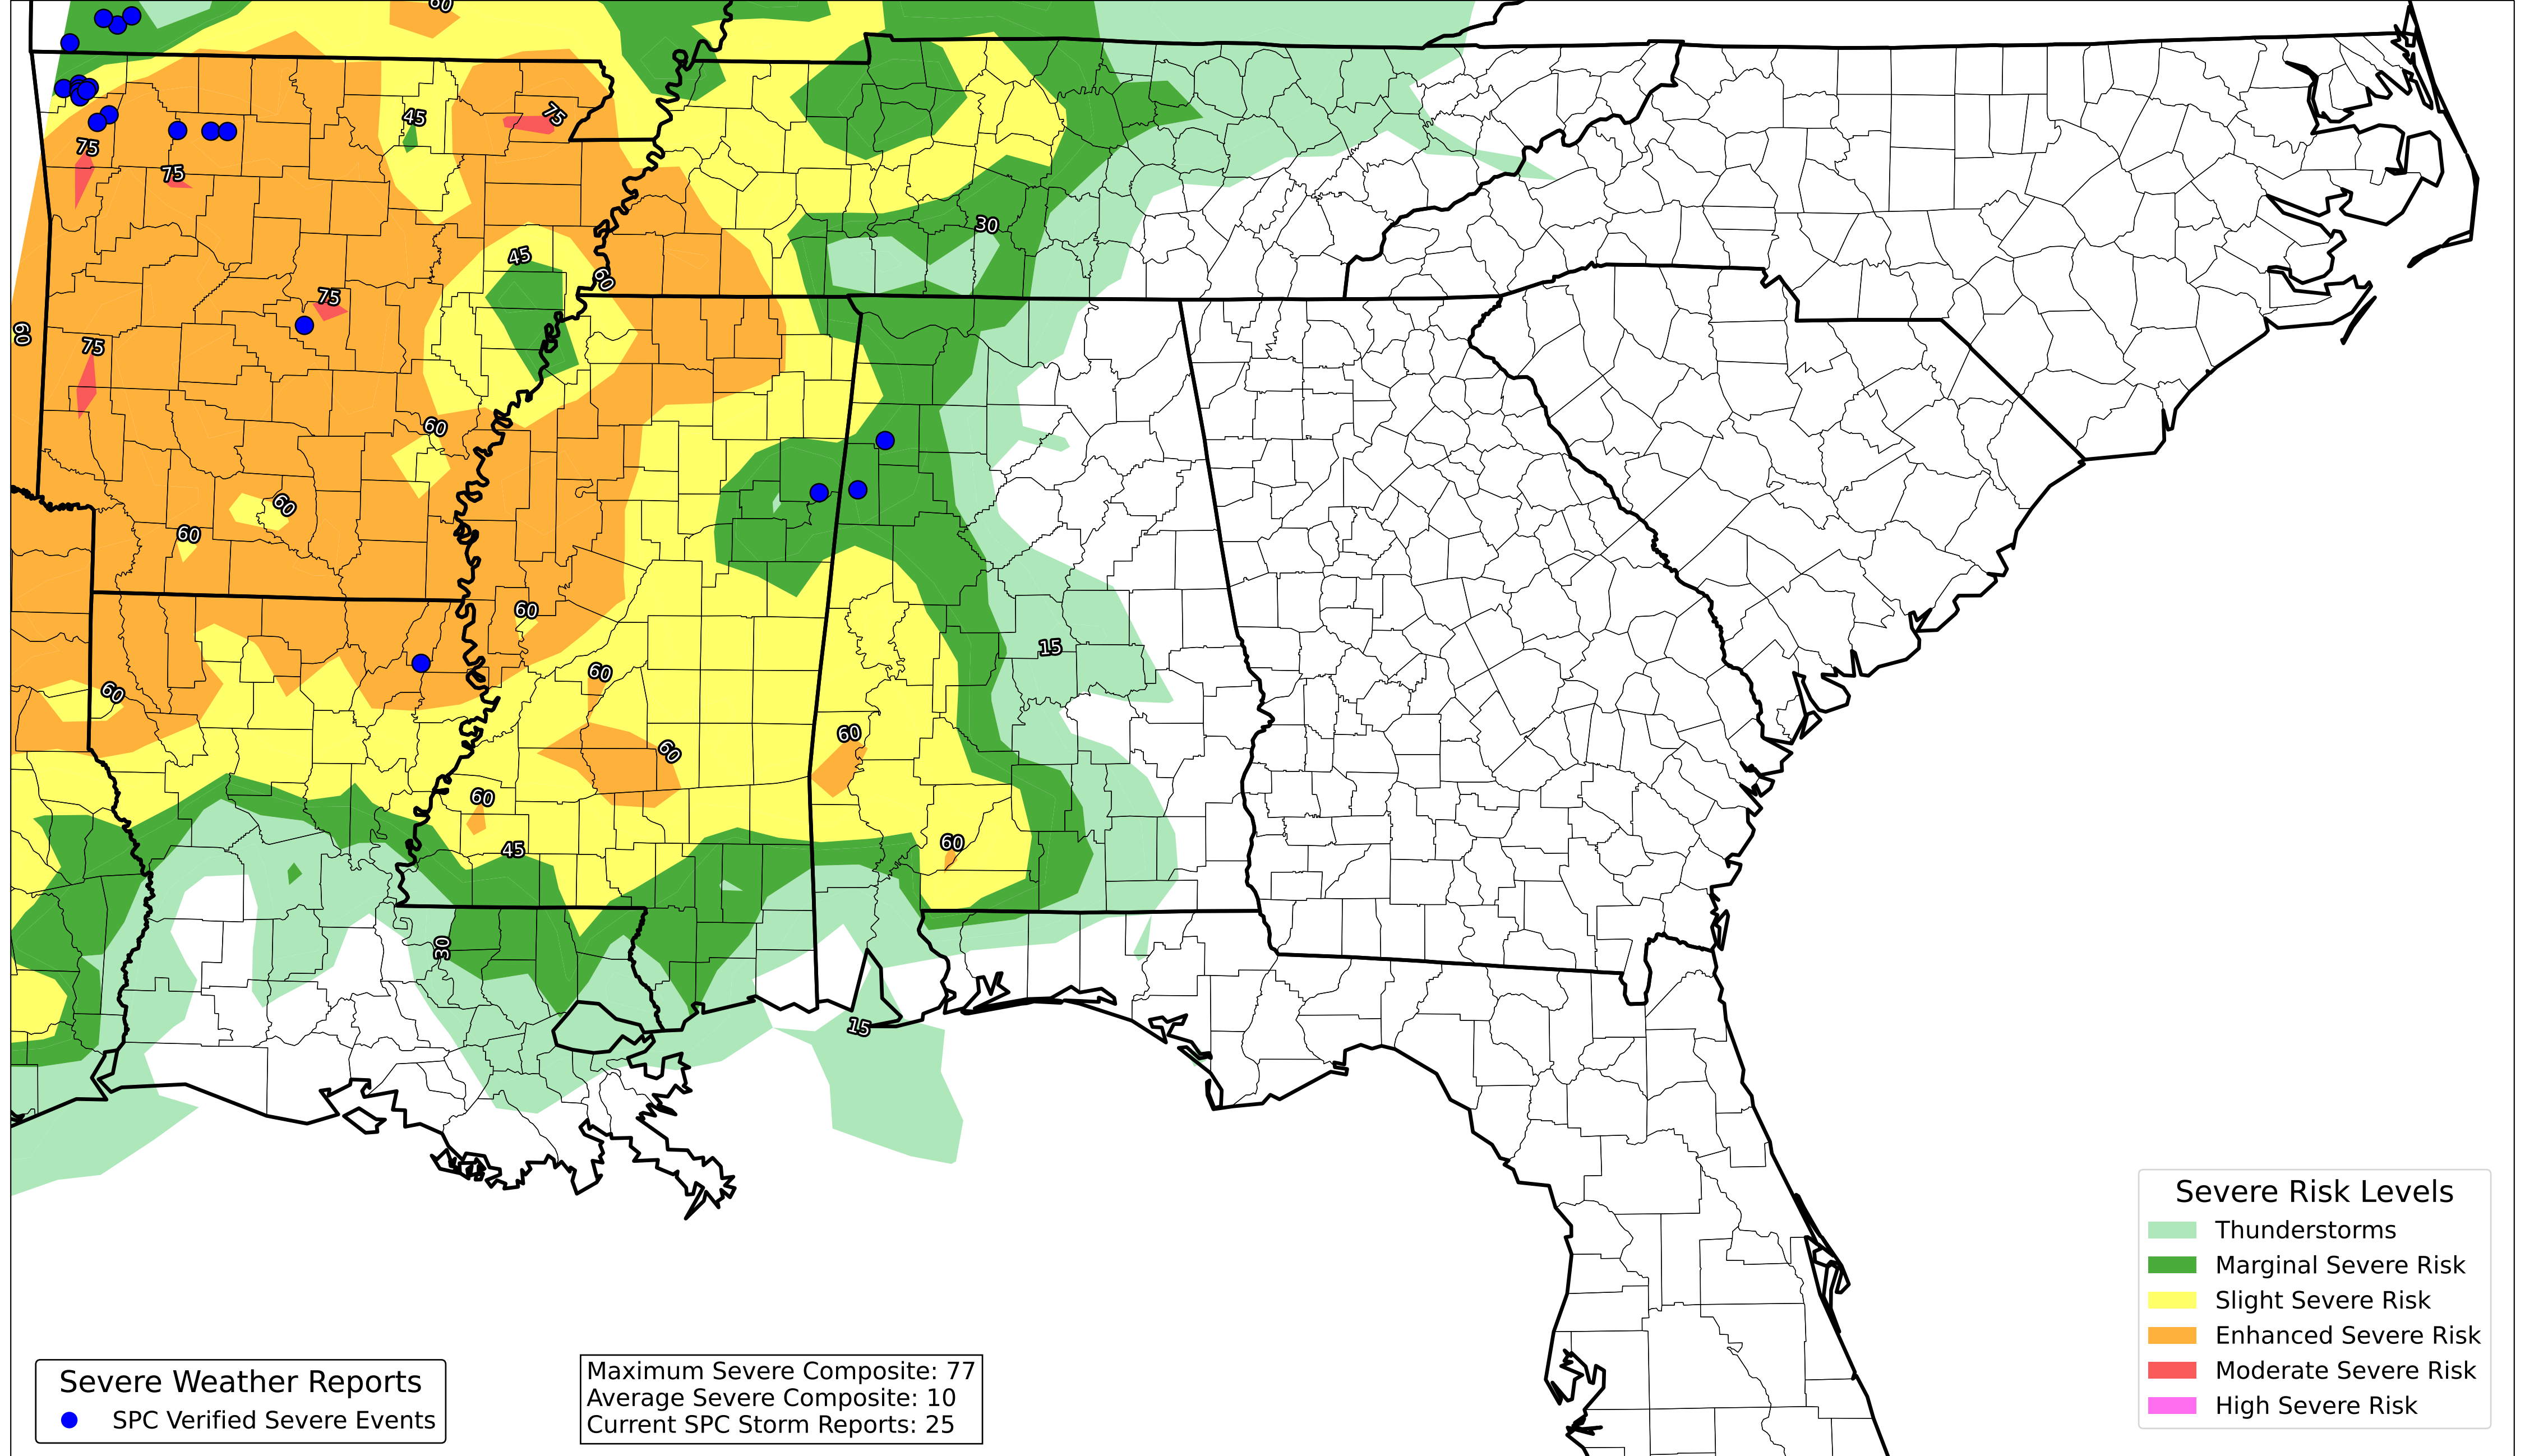 60
45
75
75
75
30
45
60
75
60
75
60
60
60
60
15
60
60
60
60
60
60
45
30
15
Severe Risk Levels
Thunderstorms
Marginal Severe Risk
Slight Severe Risk
Enhanced Severe Risk
Moderate Severe Risk
High Severe Risk
Severe Weather Reports
SPC Verified Severe Events
Maximum Severe Composite: 77
Average Severe Composite: 10
Current SPC Storm Reports: 25